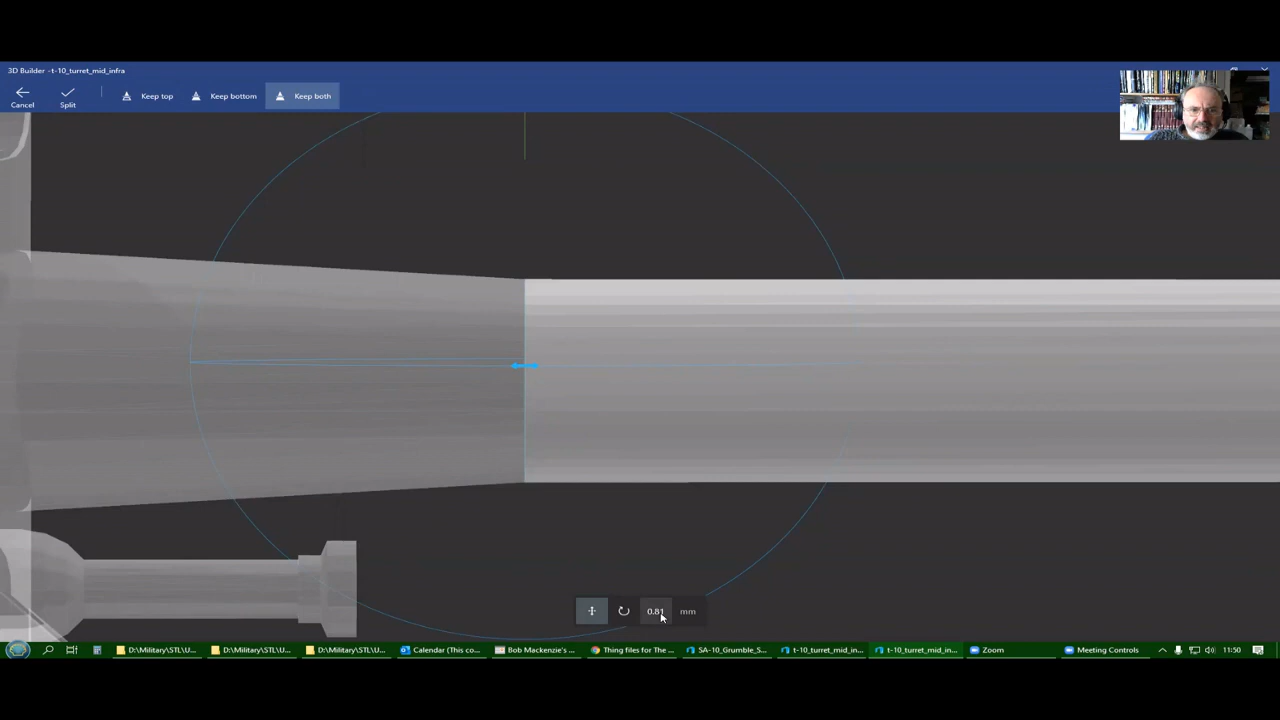 3D Builder -t-10_turret_mid_infra
Cancel
Split
Keep top
Keep bottom
Keep both
0.81 mm
D:\Military\STL\U...
D:\Military\STL\U...
D:\Military\STL\U...
Calendar (This co...
Bob Mackenzie's ...
Thing files for The ...
SA-10_Grumble_S...
t-10_turret_mid_in...
t-10_turret_mid_in...
Zoom
Meeting Controls
11:50